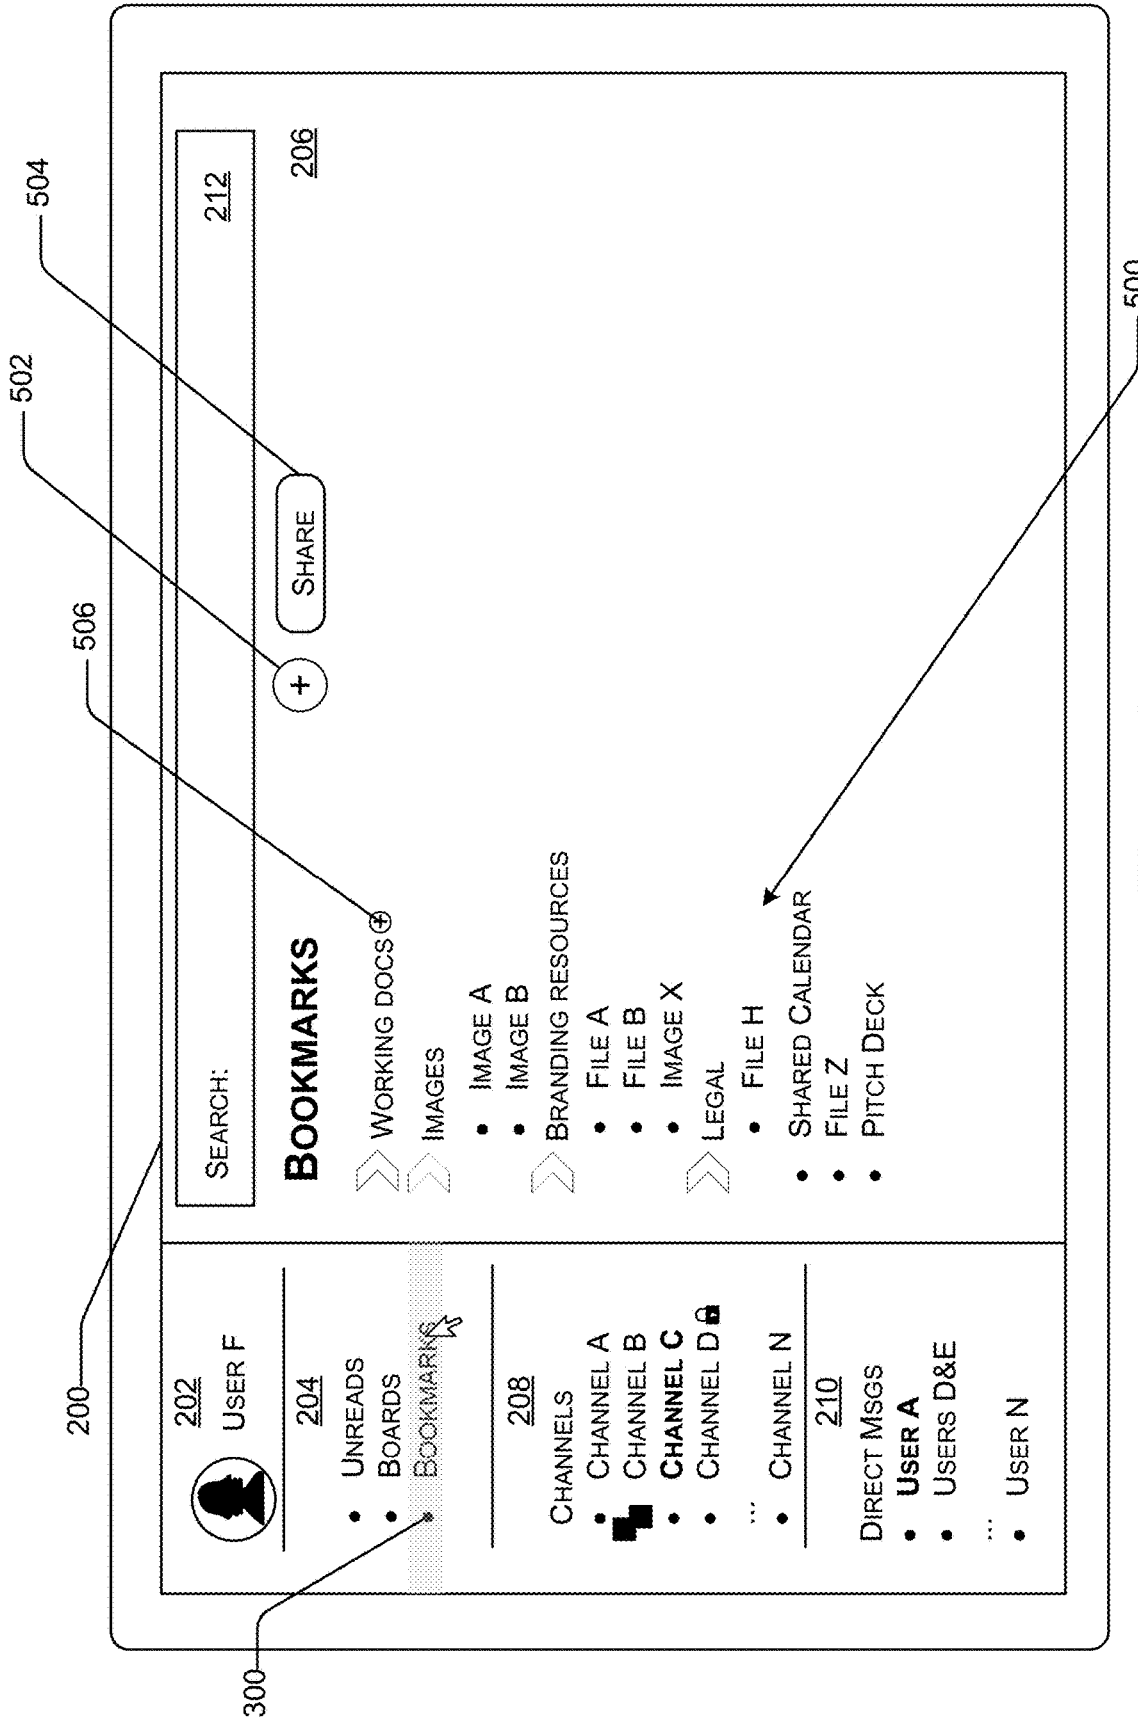 200
202
USER F
204
• UNREADS
• BOARDS
• BOOKMARKS
300
208
CHANNELS
• CHANNEL A
CHANNEL B
• CHANNEL C
• CHANNEL D
...
• CHANNEL N
210
DIRECT MSGS
• USER A
• USERS D&E
...
• USER N
SEARCH:
212
BOOKMARKS
+
SHARE
206
506
502
504
WORKING DOCS +
IMAGES
• IMAGE A
• IMAGE B
BRANDING RESOURCES
• FILE A
• FILE B
• IMAGE X
LEGAL
• FILE H
• SHARED CALENDAR
• FILE Z
• PITCH DECK
500